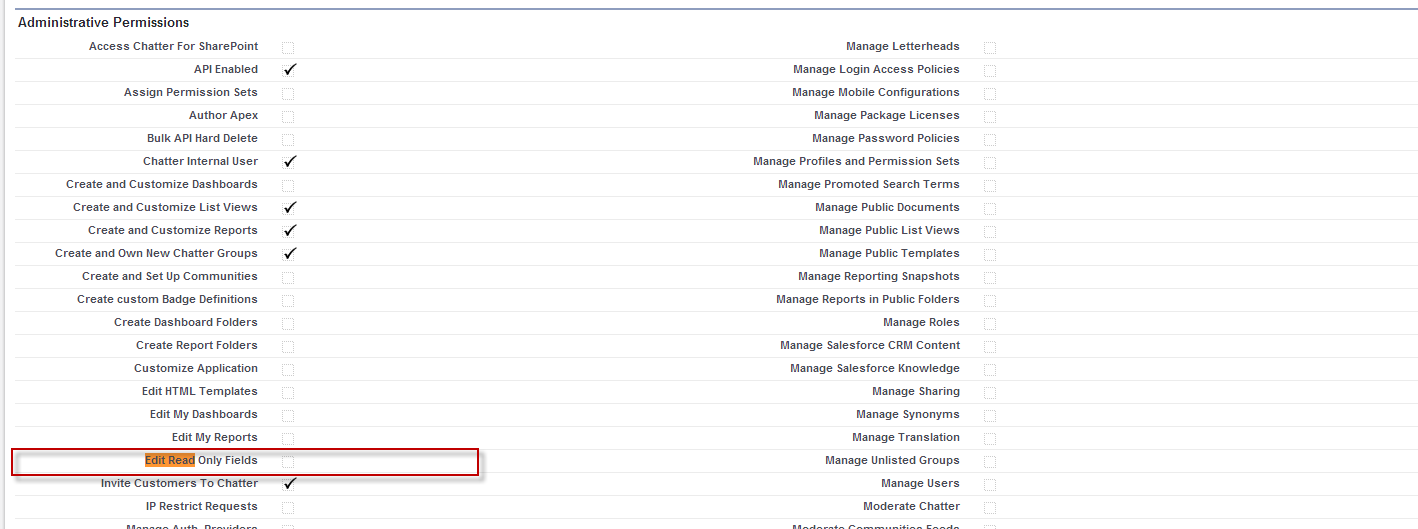 Administrative Permissions
Access Chatter For SharePoint
Manage Letterheads
API Enabled
Manage Login Access Policies
Assign Permission Sets
Manage Mobile Configurations
Author Apex
Manage Package Licenses
Bulk API Hard Delete
Manage Password Policies
Chatter Internal User
Manage Profiles and Permission Sets
Create and Customize Dashboards
Manage Promoted Search Terms
Create and Customize List Views
Manage Public Documents
Create and Customize Reports
Manage Public List Views
Create and Own New Chatter Groups
Manage Public Templates
Create and Set Up Communities
Manage Reporting Snapshots
Create custom Badge Definitions
Manage Reports in Public Folders
Create Dashboard Folders
Manage Roles
Create Report Folders
Manage Salesforce CRM Content
Customize Application
Manage Salesforce Knowledge
Edit HTML Templates
Manage Sharing
Edit My Dashboards
Manage Synonyms
Edit My Reports
Manage Translation
Edit Read Only Fields
Manage Unlisted Groups
Invite Customers To Chatter
Manage Users
IP Restrict Requests
Moderate Chatter
Manage Auth. Providers
Moderate Communities Feeds